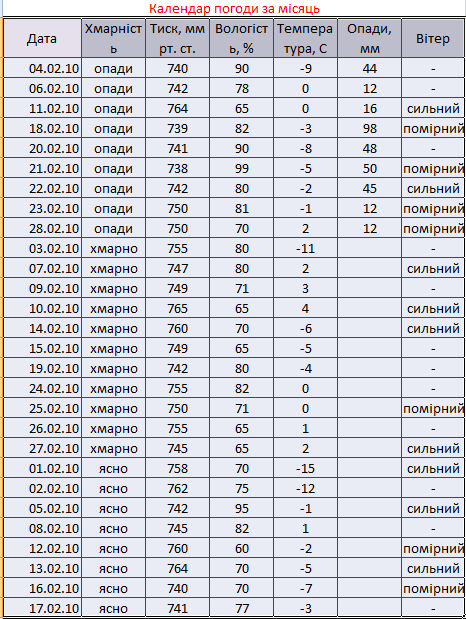 Календар погоди за місяць
Дата Хмарніст Тиск, мм Вологіст Темпера Опади, Вітер
ь рт. ст. ь, % тура, С мм
04.02.10 опади 740 90 -9 44 -
06.02.10 опади 742 78 0 12 -
11.02.10 опади 764 65 0 16 сильний
18.02.10 опади 739 82 -3 98 помірний
20.02.10 опади 741 90 -8 48 -
21.02.10 опади 738 99 -5 50 помірний
22.02.10 опади 742 80 -2 45 сильний
23.02.10 опади 750 81 -1 12 помірний
28.02.10 опади 750 70 2 12 помірний
03.02.10 хмарно 755 80 -11 -
07.02.10 хмарно 747 80 2 сильний
09.02.10 хмарно 749 71 3 -
10.02.10 хмарно 765 65 4 сильний
14.02.10 хмарно 760 70 -6 сильний
15.02.10 хмарно 749 65 -5 -
19.02.10 хмарно 742 80 -4 -
24.02.10 хмарно 755 82 0 -
25.02.10 хмарно 750 71 0 помірний
26.02.10 хмарно 755 65 1 -
27.02.10 хмарно 745 65 2 сильний
01.02.10 ясно 758 70 -15 сильний
02.02.10 ясно 762 75 -12 -
05.02.10 ясно 742 95 -1 сильний
08.02.10 ясно 745 82 1 -
12.02.10 ясно 760 60 -2 помірний
13.02.10 ясно 764 70 -5 сильний
16.02.10 ясно 740 70 -7 помірний
17.02.10 ясно 741 77 -3 -